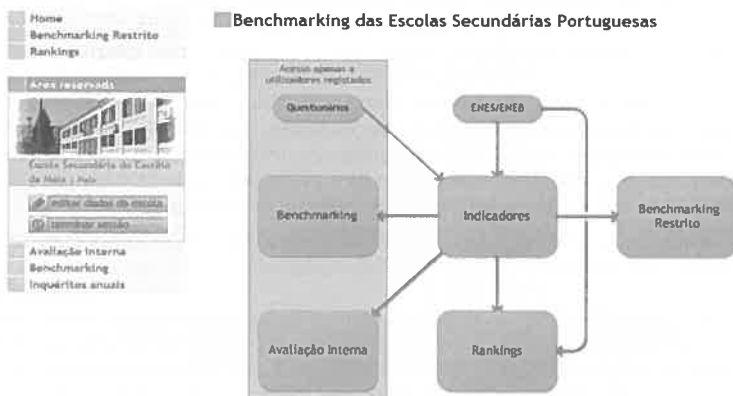 Home
Benchmarking Restrito
Rankings
Área reservada
Escola Secundária do Castêlo
da Maia | Maia
editar dados da escola
terminar sessão
Avaliação Interna
Benchmarking
Inquéritos anuais
Benchmarking das Escolas Secundárias Portuguesas
Acesso apenas a
utilizadores registados
Questionários
ENES/ENEB
Benchmarking
Indicadores
Benchmarking
Restrito
Avaliação Interna
Rankings